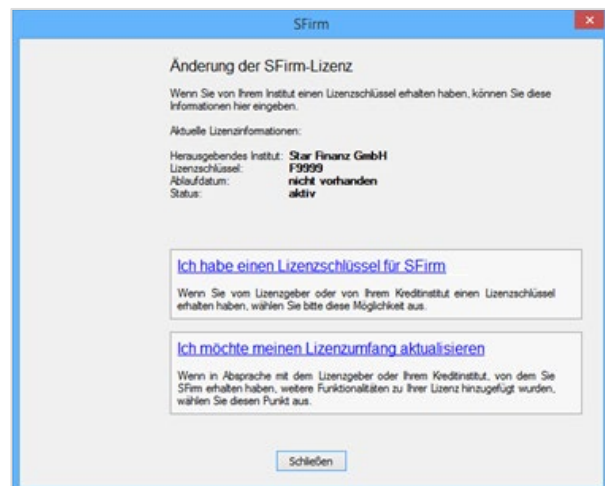 SFirm
Änderung der SFirm-Lizenz
Wenn Sie von Ihrem Institut einen Lizenzschlüssel erhalten haben, können Sie diese
Informationen hier eingeben.
Aktuelle Lizenzinformationen:
Herausgebendes Institut: Star Finanz GmbH
Lizenzschlüssel: F9999
Ablaufdatum: nicht vorhanden
Status: aktiv
Ich habe einen Lizenzschlüssel für SFirm
Wenn Sie vom Lizenzgeber oder von Ihrem Kreditinstitut einen Lizenzschlüssel
erhalten haben, wählen Sie bitte diese Möglichkeit aus.
Ich möchte meinen Lizenzumfang aktualisieren
Wenn in Absprache mit dem Lizenzgeber oder Ihrem Kreditinstitut, von dem Sie
SFirm erhalten haben, weitere Funktionalitäten zu Ihrer Lizenz hinzugefügt wurden,
wählen Sie diesen Punkt aus.
Schließen